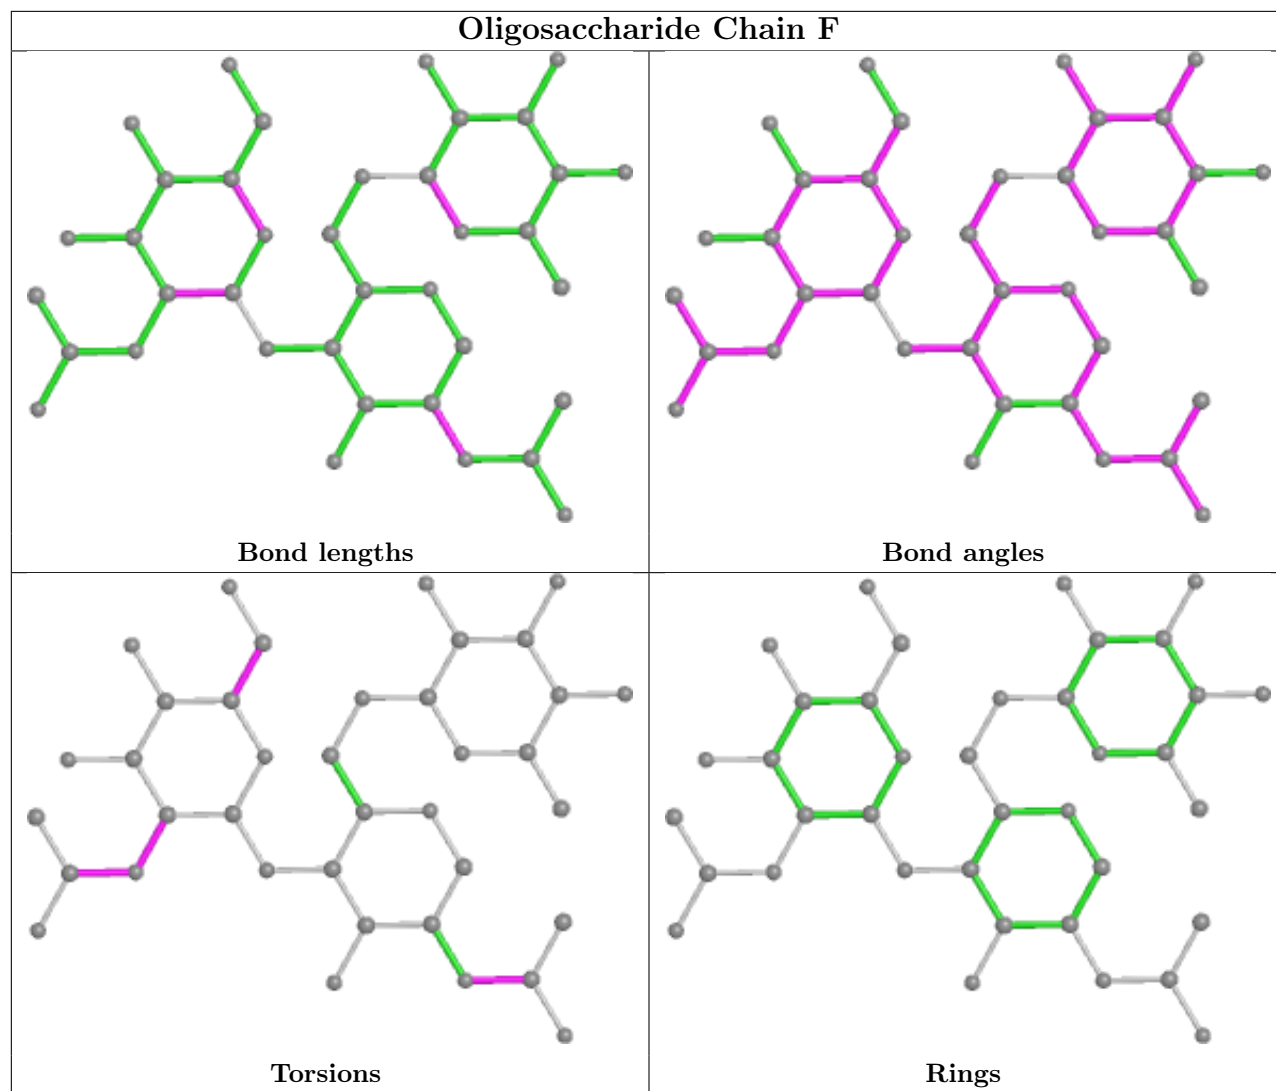 Oligosaccharide Chain F
Bond lengths
Bond angles
Torsions
Rings